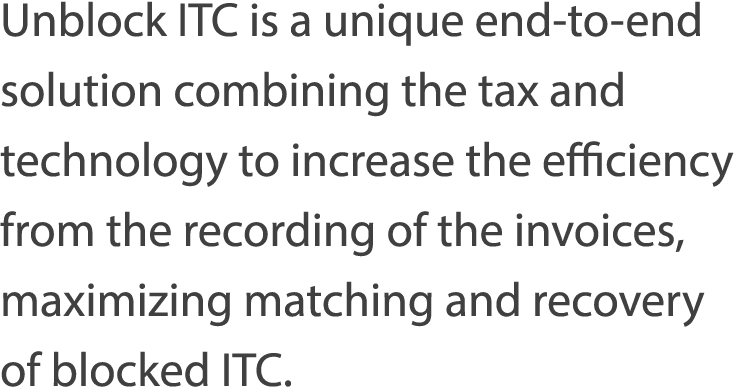 Unblock ITC is a unique end-to-end
solution combining the tax and
technology to increase the efficiency
from the recording of the invoices,
maximizing matching and recovery
of blocked ITC.